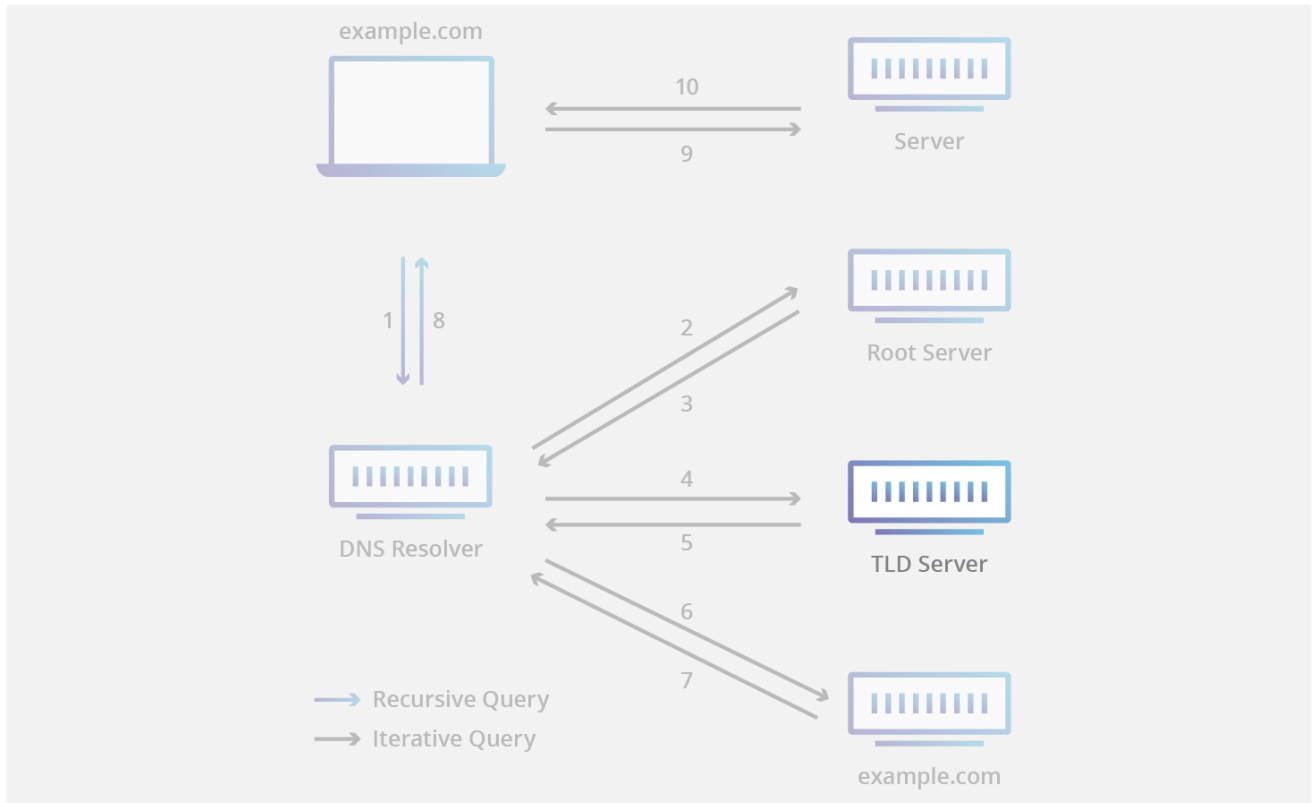 example.com
10
9
Server
1
8
2
3
Root Server
DNS Resolver
4
5
TLD Server
6
7
example.com
Recursive Query
Iterative Query